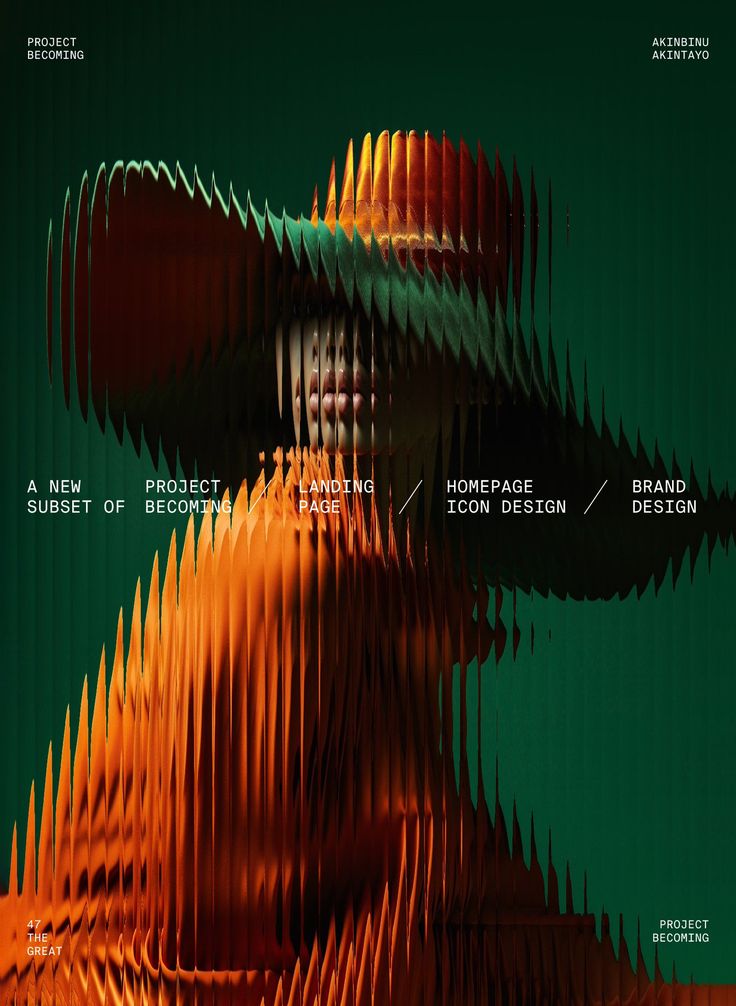 PROJECT
BECOMING
AKINBINU
AKINTAYO
A NEW
SUBSET OF
PROJECT
BECOMING
LANDING
PAGE
HOMEPAGE
ICON DESIGN
BRAND
DESIGN
47
THE
GREAT
PROJECT
BECOMING